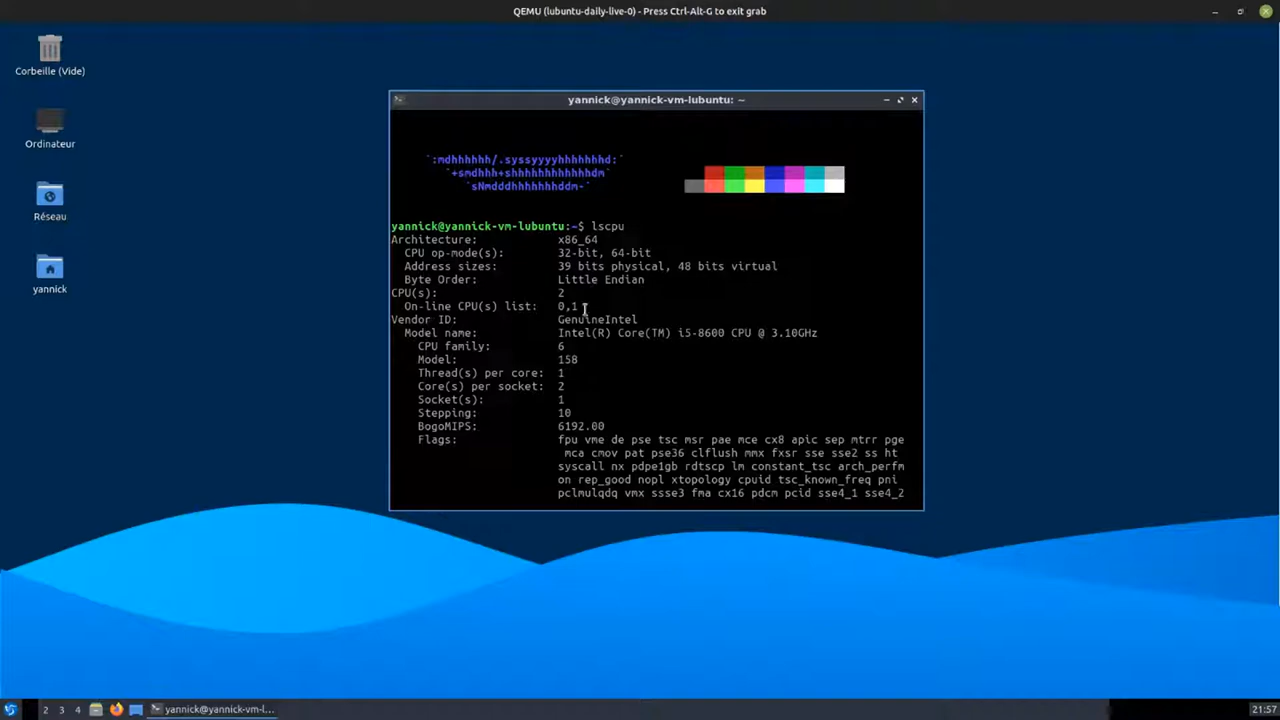 QEMU (lubuntu-daily-live-0) - Press Ctrl-Alt-G to exit grab
Corbeille (Vide)
Ordinateur
Réseau
yannick
yannick@yannick-vm-lubuntu: ~
`:mdhhhhhh/.syssyyyyhhhhhhhd:`
`+smdhhh+shhhhhhhhhhhhdm`
`sNmdddhhhhhhhddm-`
yannick@yannick-vm-lubuntu:~$ lscpu
Architecture: x86_64
CPU op-mode(s): 32-bit, 64-bit
Address sizes: 39 bits physical, 48 bits virtual
Byte Order: Little Endian
CPU(s): 2
On-line CPU(s) list: 0,1
Vendor ID: GenuineIntel
Model name: Intel(R) Core(TM) i5-8600 CPU @ 3.10GHz
CPU family: 6
Model: 158
Thread(s) per core: 1
Core(s) per socket: 2
Socket(s): 1
Stepping: 10
BogoMIPS: 6192.00
Flags: fpu vme de pse tsc msr pae mce cx8 apic sep mtrr pge
mca cmov pat pse36 clflush mmx fxsr sse sse2 ss ht
syscall nx pdpe1gb rdtscp lm constant_tsc arch_perfm
on rep_good nopl xtopology cpuid tsc_known_freq pni
pclmulqdq vmx ssse3 fma cx16 pdcm pcid sse4_1 sse4_2
2 3 4 yannick@yannick-vm-l... 21:57